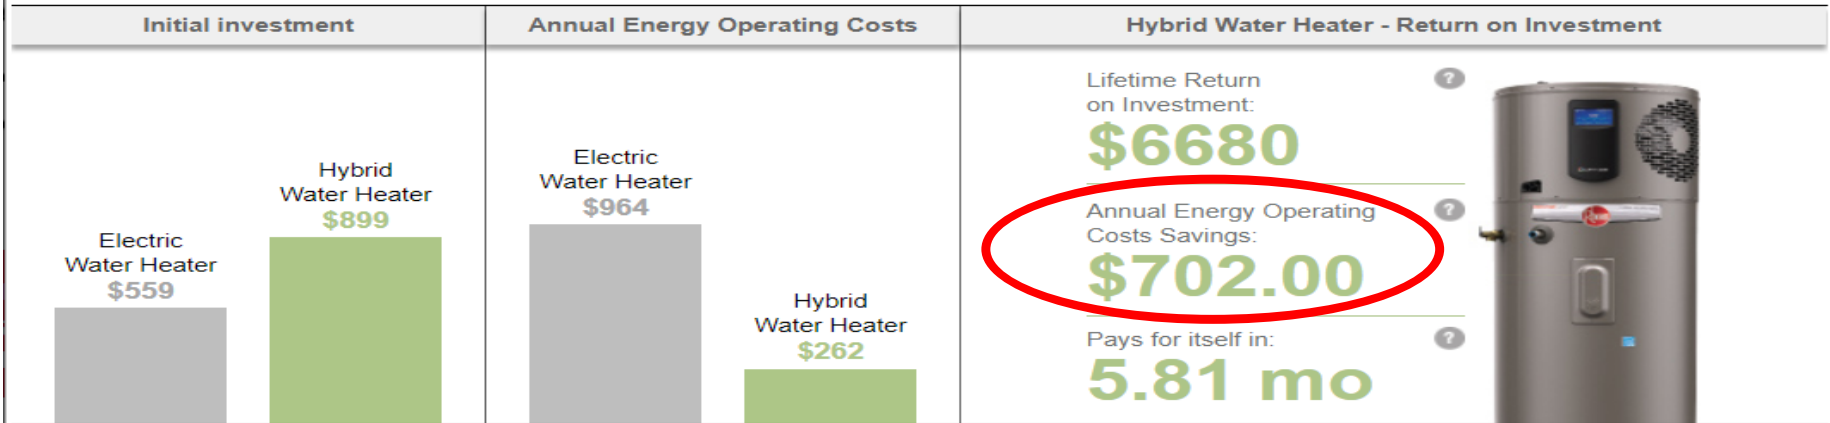 Initial investment
Annual Energy Operating Costs
Hybrid Water Heater - Return on Investment
Electric
Water Heater
$559
Hybrid
Water Heater
$899
Electric
Water Heater
$964
Hybrid
Water Heater
$262
Lifetime Return
on Investment:
?
$6680
Annual Energy Operating
Costs Savings:
?
$702.00
Pays for itself in:
?
5.81 mo